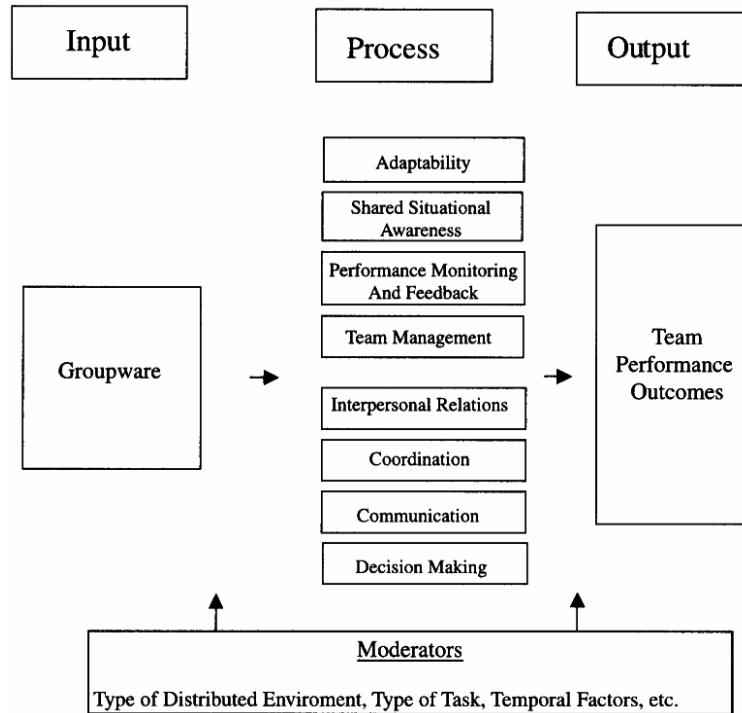 Input
Process
Output
Adaptability
Shared Situational
Awareness
Performance Monitoring
And Feedback
Team Management
Interpersonal Relations
Coordination
Communication
Decision Making
Groupware
Team
Performance
Outcomes
Moderators
Type of Distributed Enviroment, Type of Task, Temporal Factors, etc.